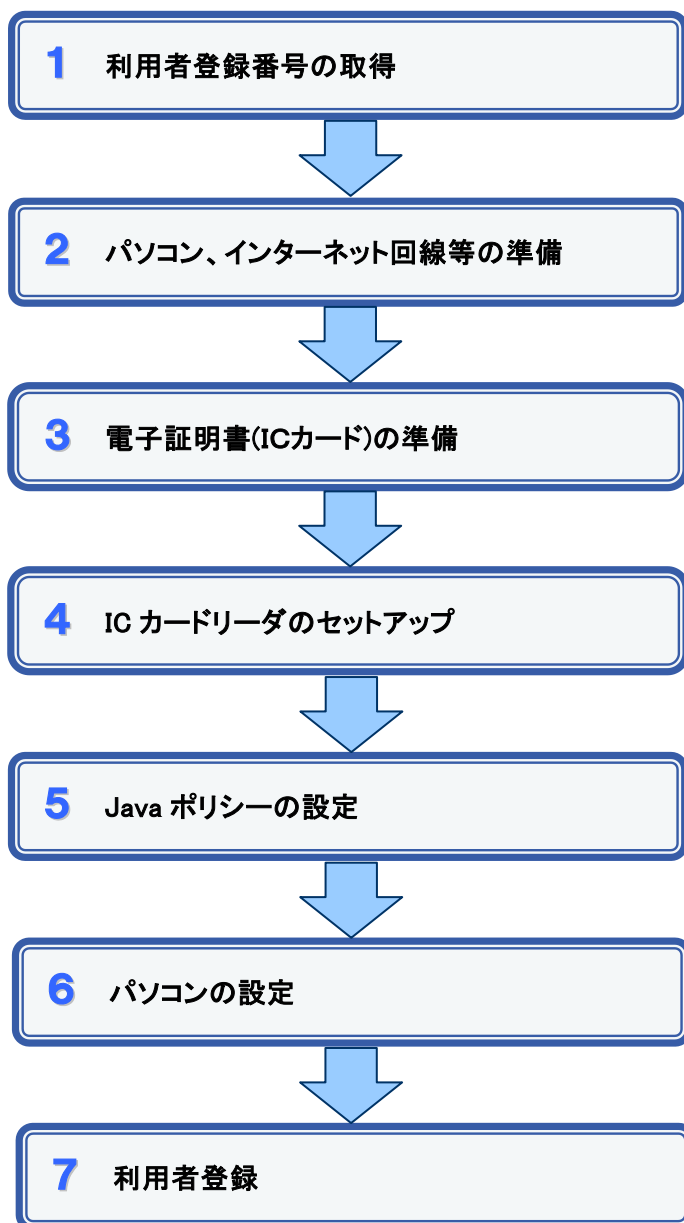 1 利用者登録番号の取得
2 パソコン、インターネット回線等の準備
3 電子証明書(ICカード)の準備
4 IC カードリーダのセットアップ
5 Java ポリシーの設定
6 パソコンの設定
7 利用者登録